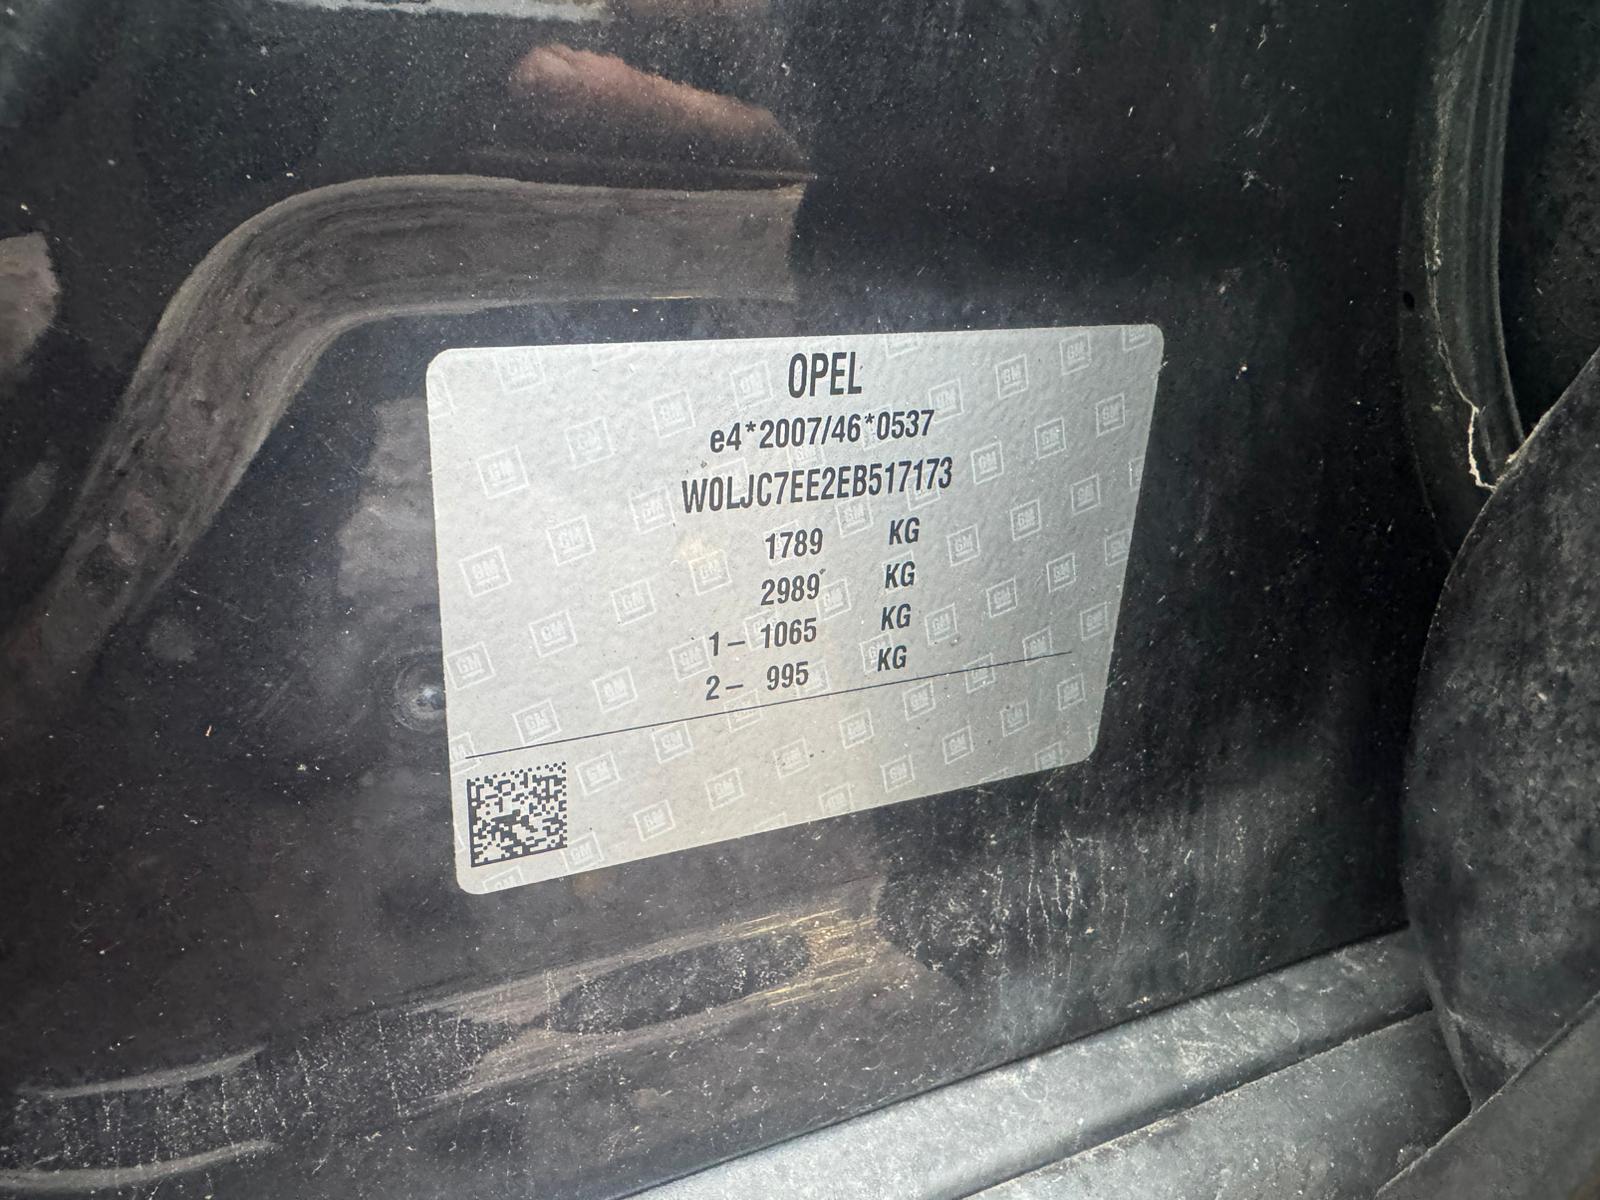 OPEL
e4*2007/46*0537
W0LJC7EE2EB517173
1789 KG
2989 KG
1– 1065 KG
2– 995 KG